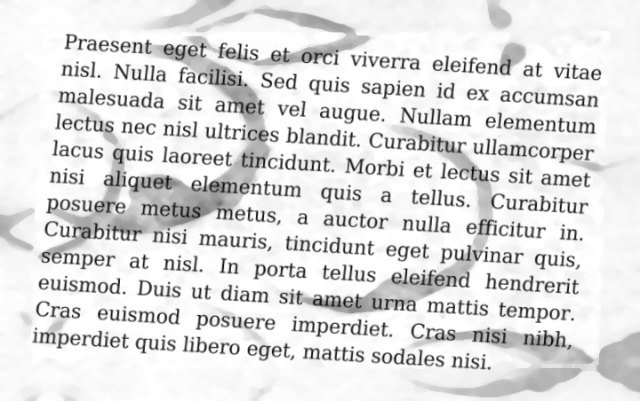 Praesent eget felis et orci viverra eleifend at vitae
nisl. Nulla facilisi. Sed quis sapien id ex accumsan
malesuada sit amet vel augue. Nullam elementum
lectus nec nisl ultrices blandit. Curabitur ullamcorper
lacus quis laoreet tincidunt. Morbi et lectus sit amet
nisi aliquet elementum quis a tellus. Curabitur
posuere metus metus, a auctor nulla efficitur in.
Curabitur nisi mauris, tincidunt eget pulvinar quis,
semper at nisl. In porta tellus eleifend hendrerit
euismod. Duis ut diam sit amet urna mattis tempor.
Cras euismod posuere imperdiet. Cras nisi nibh,
imperdiet quis libero eget, mattis sodales nisi.